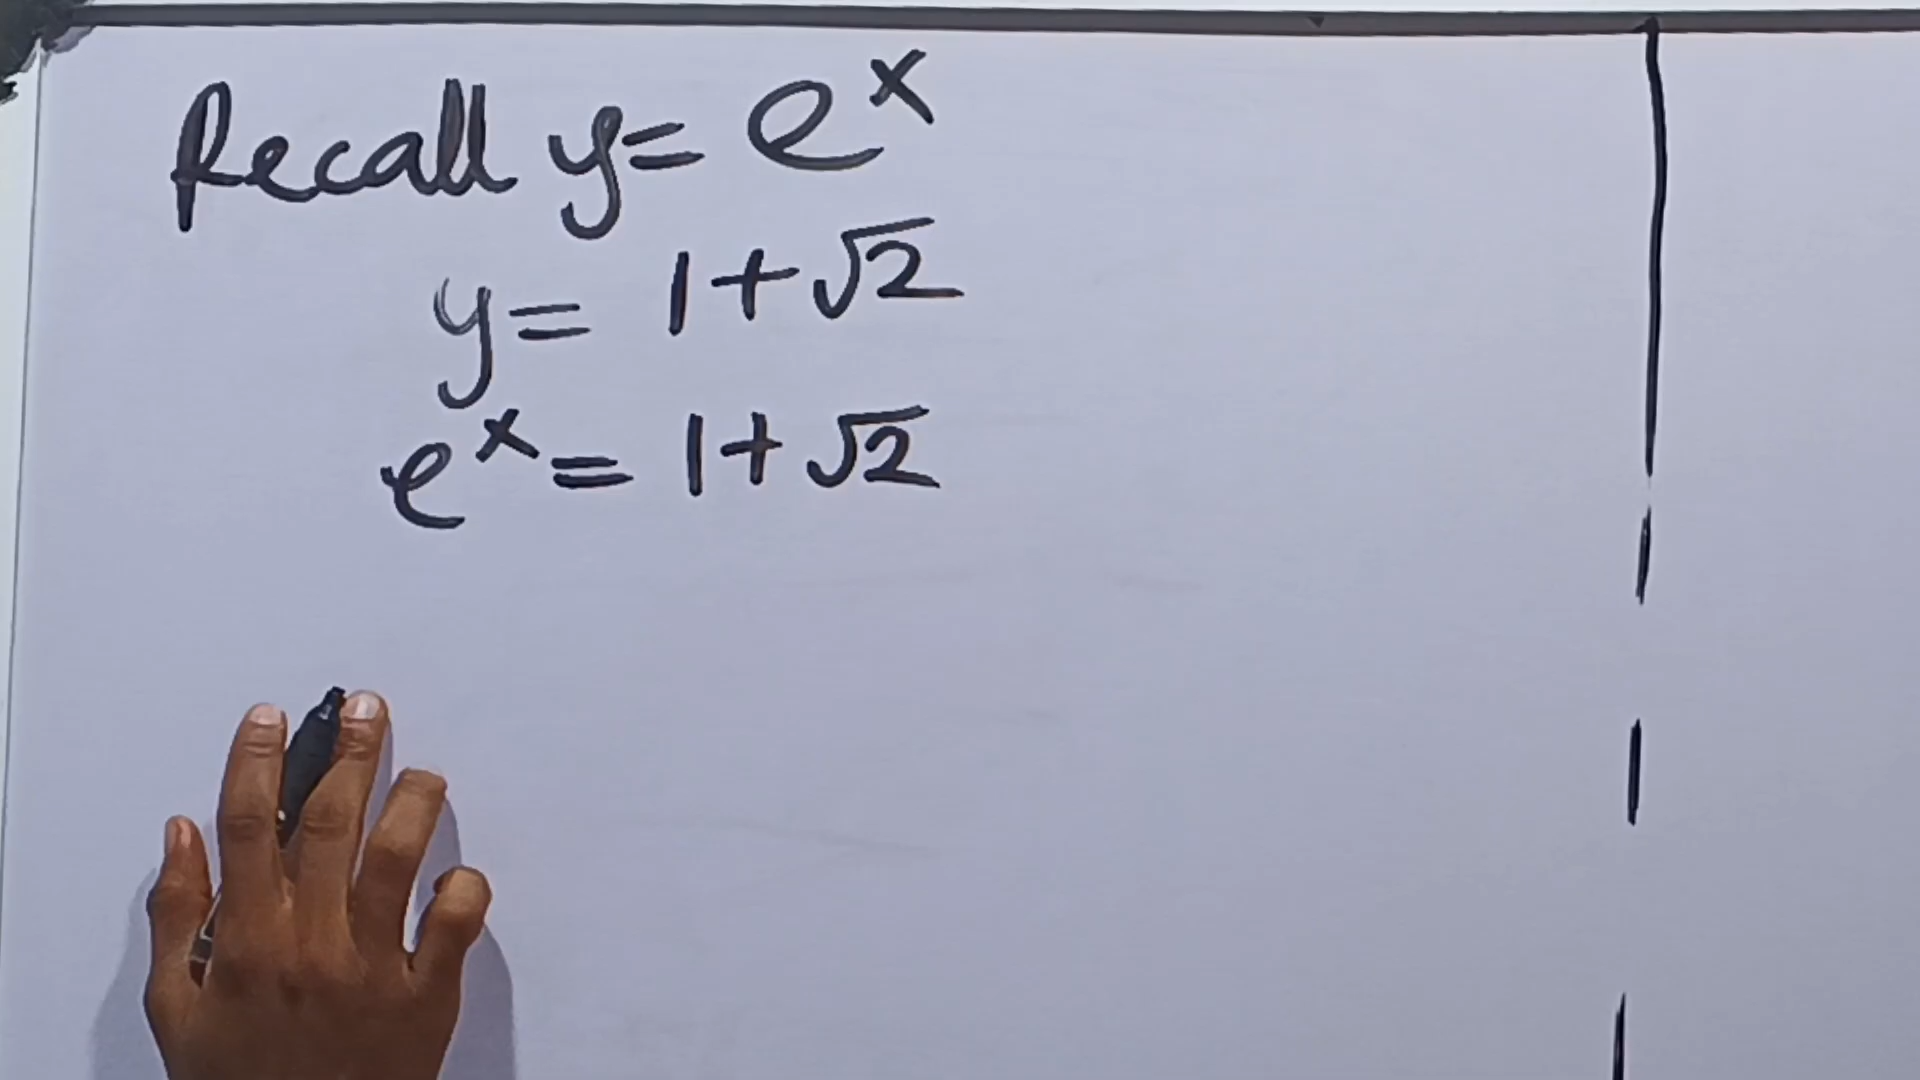 Recall y = e^x
y = 1 + √2
e^x = 1 + √2